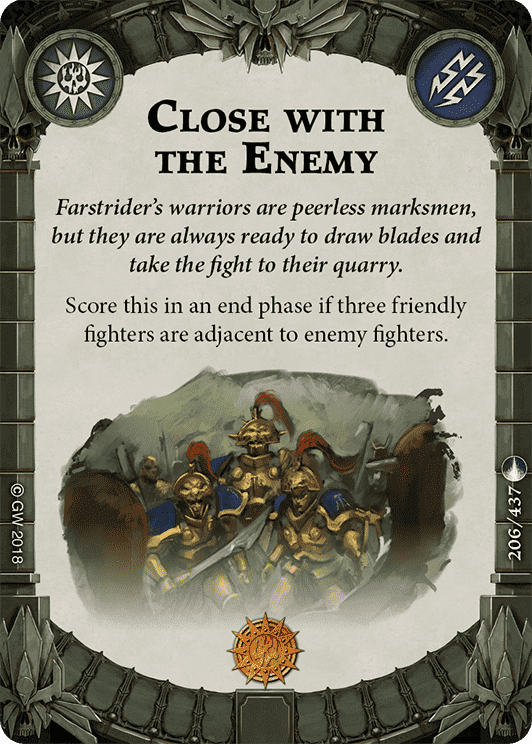 CLOSE WITH
THE ENEMY
Farstrider's warriors are peerless marksmen,
but they are always ready to draw blades and
take the fight to their quarry.
Score this in an end phase if three friendly
fighters are adjacent to enemy fighters.
© GW 2018
206/437